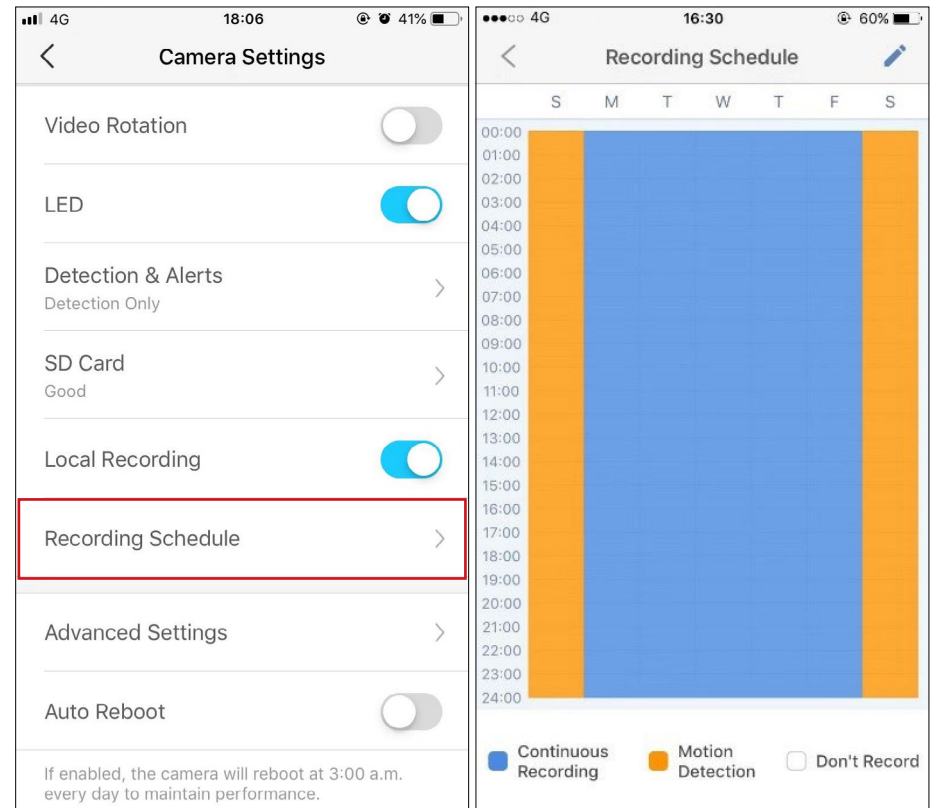 4G 18:06 41%
Camera Settings
Video Rotation
LED
Detection & Alerts
Detection Only
SD Card
Good
Local Recording
Recording Schedule
Advanced Settings
Auto Reboot
If enabled, the camera will reboot at 3:00 a.m.
every day to maintain performance.
4G 16:30 60%
Recording Schedule
S M T W T F S
00:00
01:00
02:00
03:00
04:00
05:00
06:00
07:00
08:00
09:00
10:00
11:00
12:00
13:00
14:00
15:00
16:00
17:00
18:00
19:00
20:00
21:00
22:00
23:00
24:00
Continuous
Recording
Motion
Detection
Don't Record